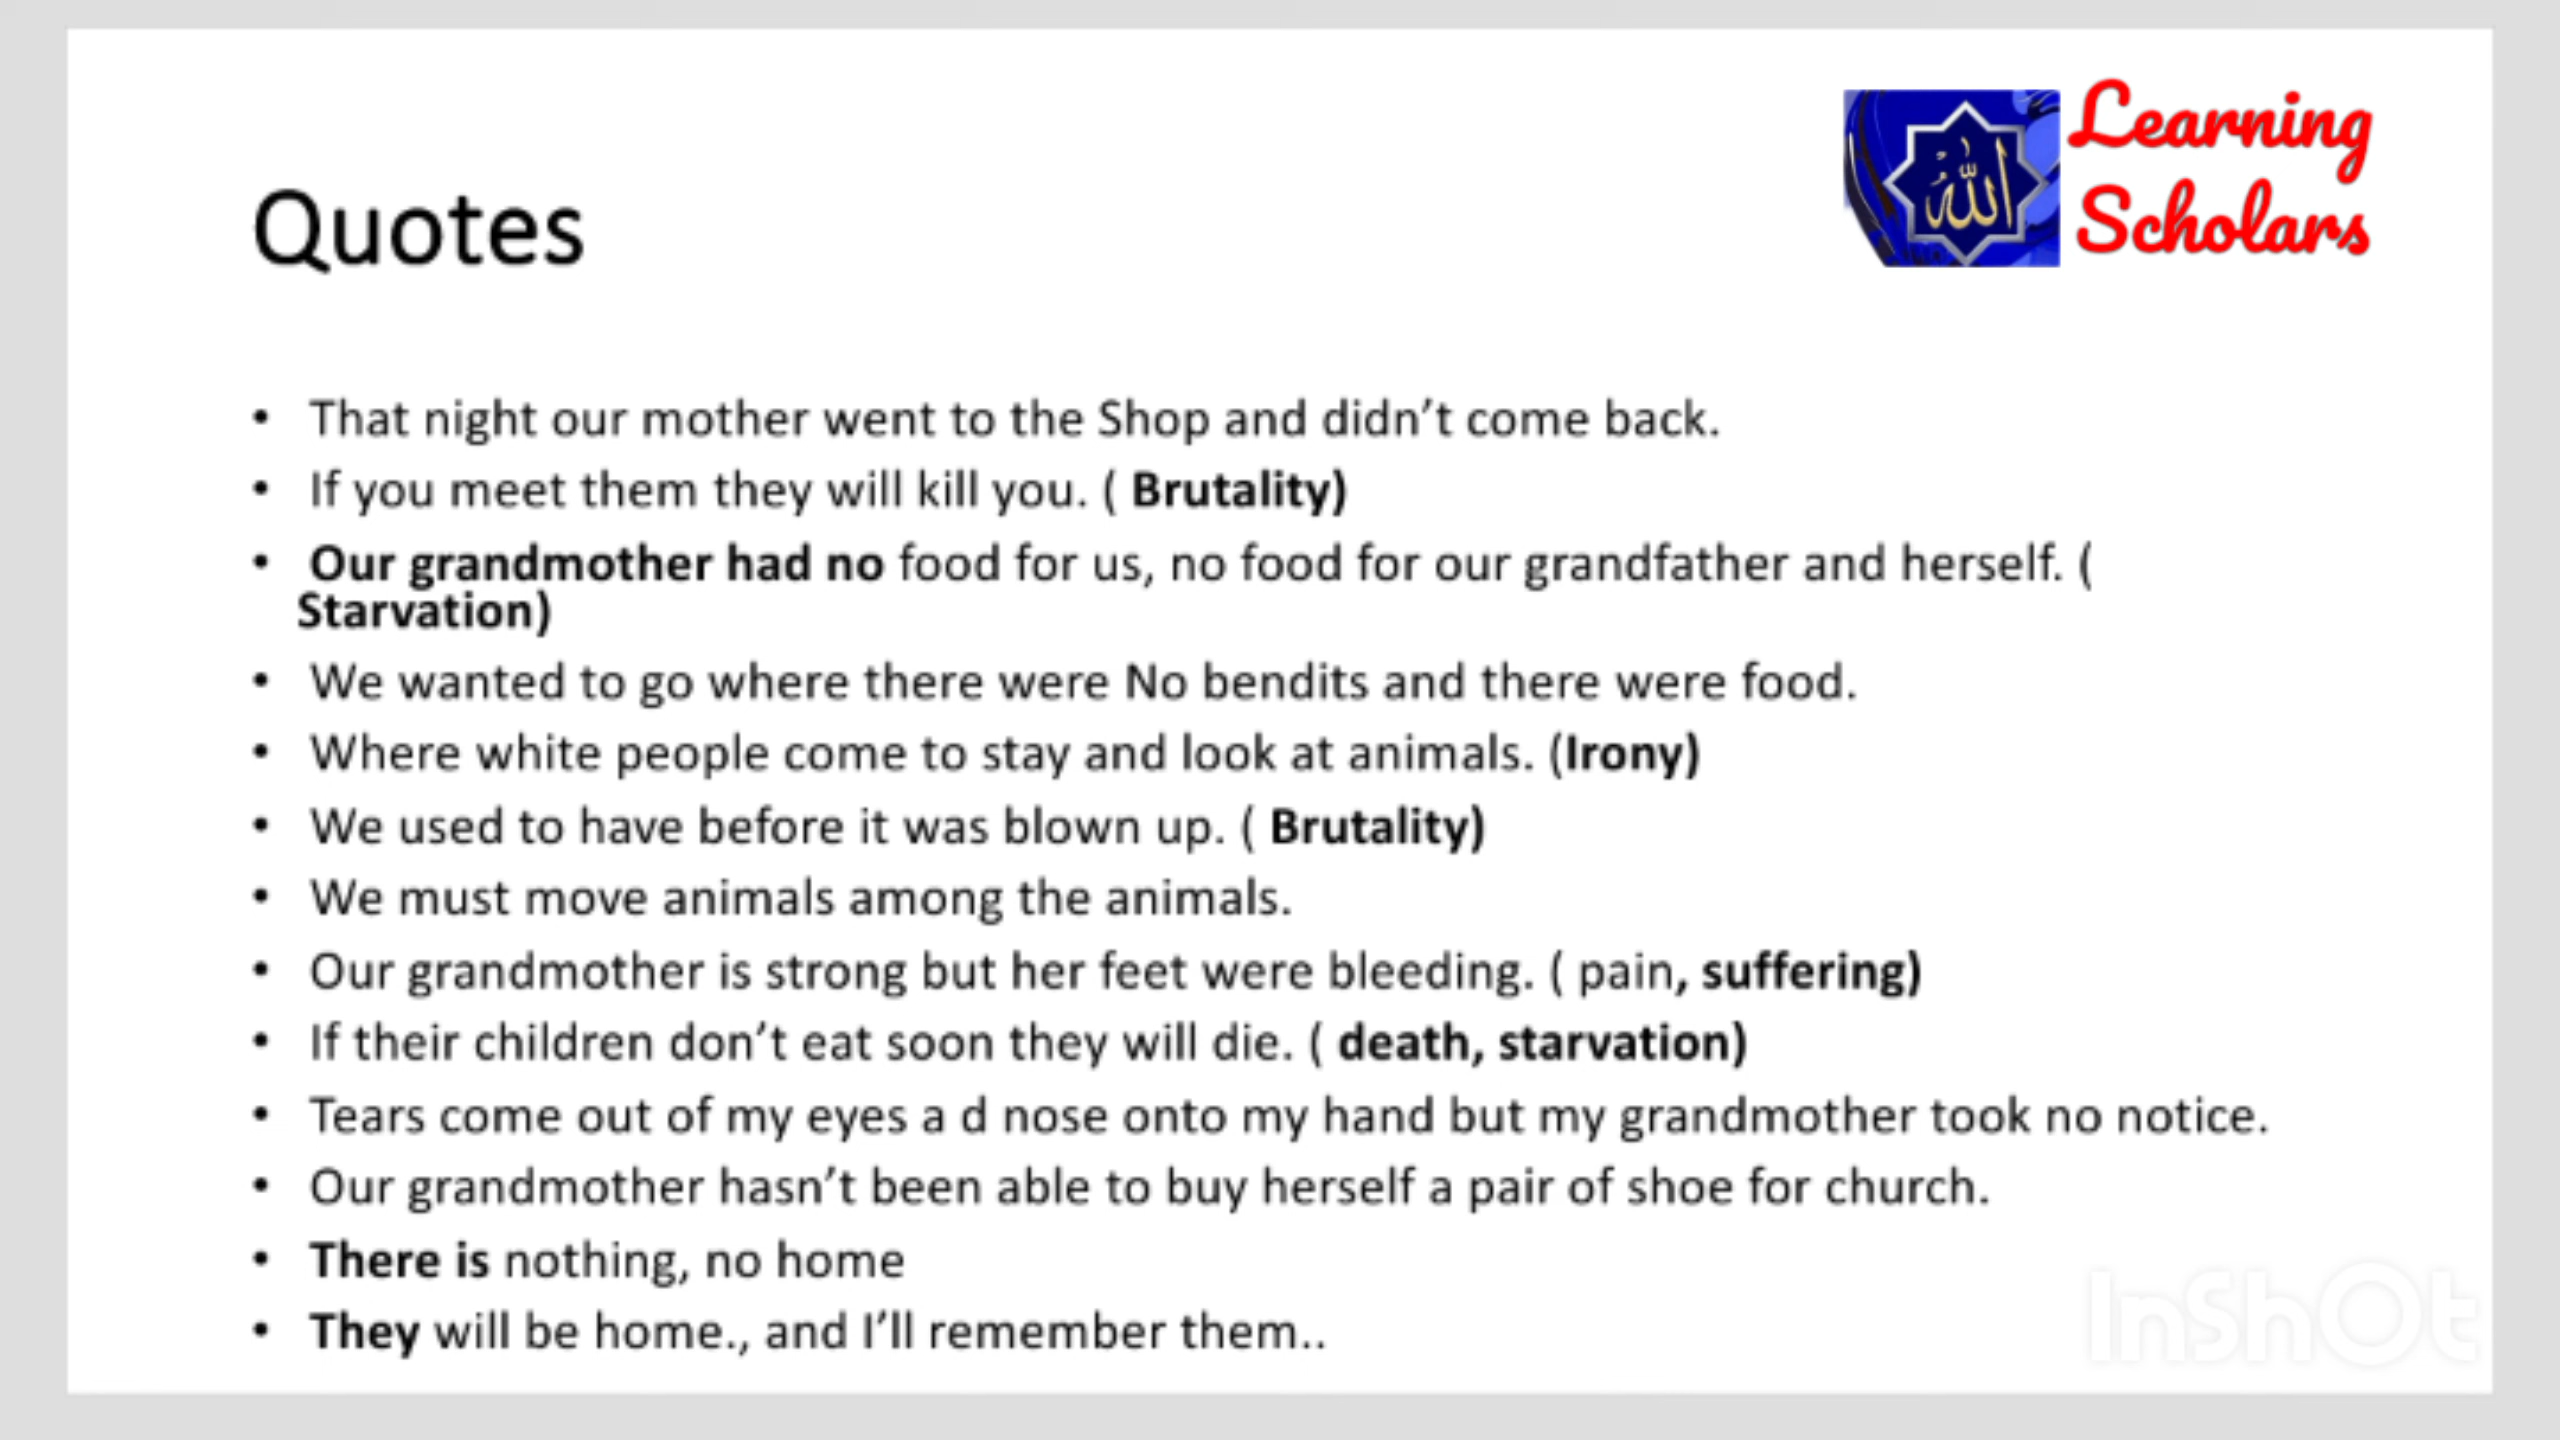 الله
Learning
Scholars
Quotes
• That night our mother went to the Shop and didn’t come back.
• If you meet them they will kill you. ( Brutality)
• Our grandmother had no food for us, no food for our grandfather and herself. (
Starvation)
• We wanted to go where there were No bendits and there were food.
• Where white people come to stay and look at animals. (Irony)
• We used to have before it was blown up. ( Brutality)
• We must move animals among the animals.
• Our grandmother is strong but her feet were bleeding. ( pain, suffering)
• If their children don’t eat soon they will die. ( death, starvation)
• Tears come out of my eyes a d nose onto my hand but my grandmother took no notice.
• Our grandmother hasn’t been able to buy herself a pair of shoe for church.
• There is nothing, no home
• They will be home., and I’ll remember them..
InShOt